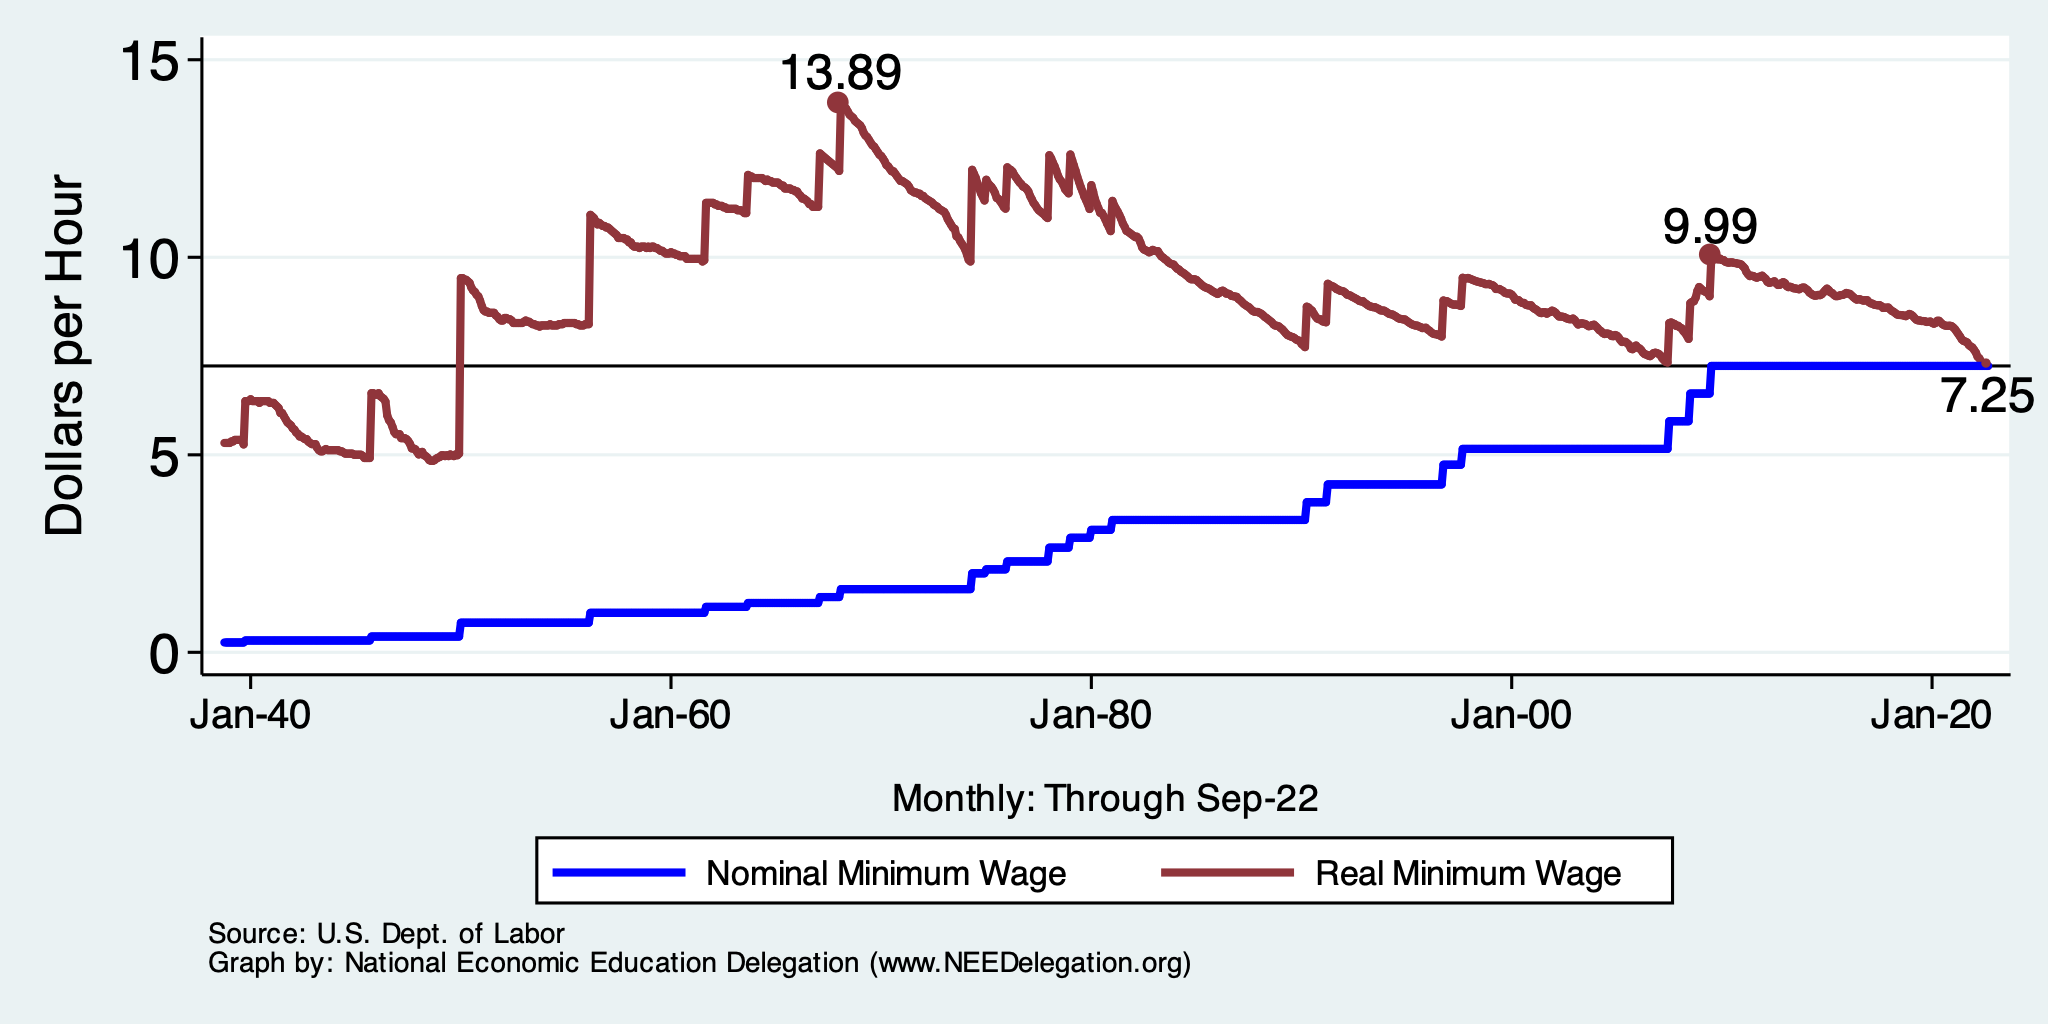 15
10
5
0
Dollars per Hour
13.89
9.99
7.25
Jan-40 Jan-60 Jan-80 Jan-00 Jan-20
Monthly: Through Sep-22
Nominal Minimum Wage Real Minimum Wage
Source: U.S. Dept. of Labor
Graph by: National Economic Education Delegation (www.NEEDelegation.org)